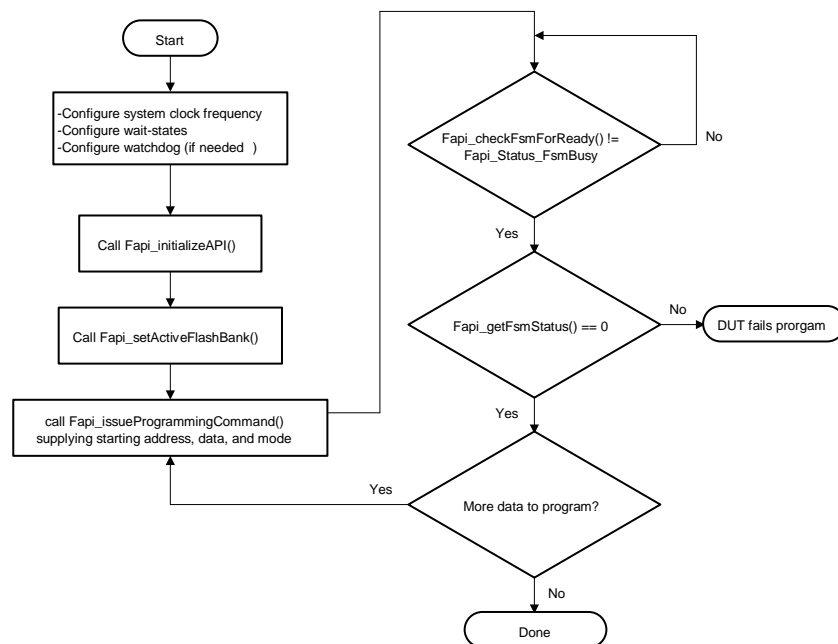 Start
-Configure system clock frequency
-Configure wait-states
-Configure watchdog (if needed )
Call Fapi_initializeAPI()
Call Fapi_setActiveFlashBank()
call Fapi_issueProgrammingCommand()
supplying starting address, data, and mode
Fapi_checkFsmForReady() !=
Fapi_Status_FsmBusy
No
Yes
Fapi_getFsmStatus() == 0
No
DUT fails prorgam
Yes
More data to program?
Yes
No
Done